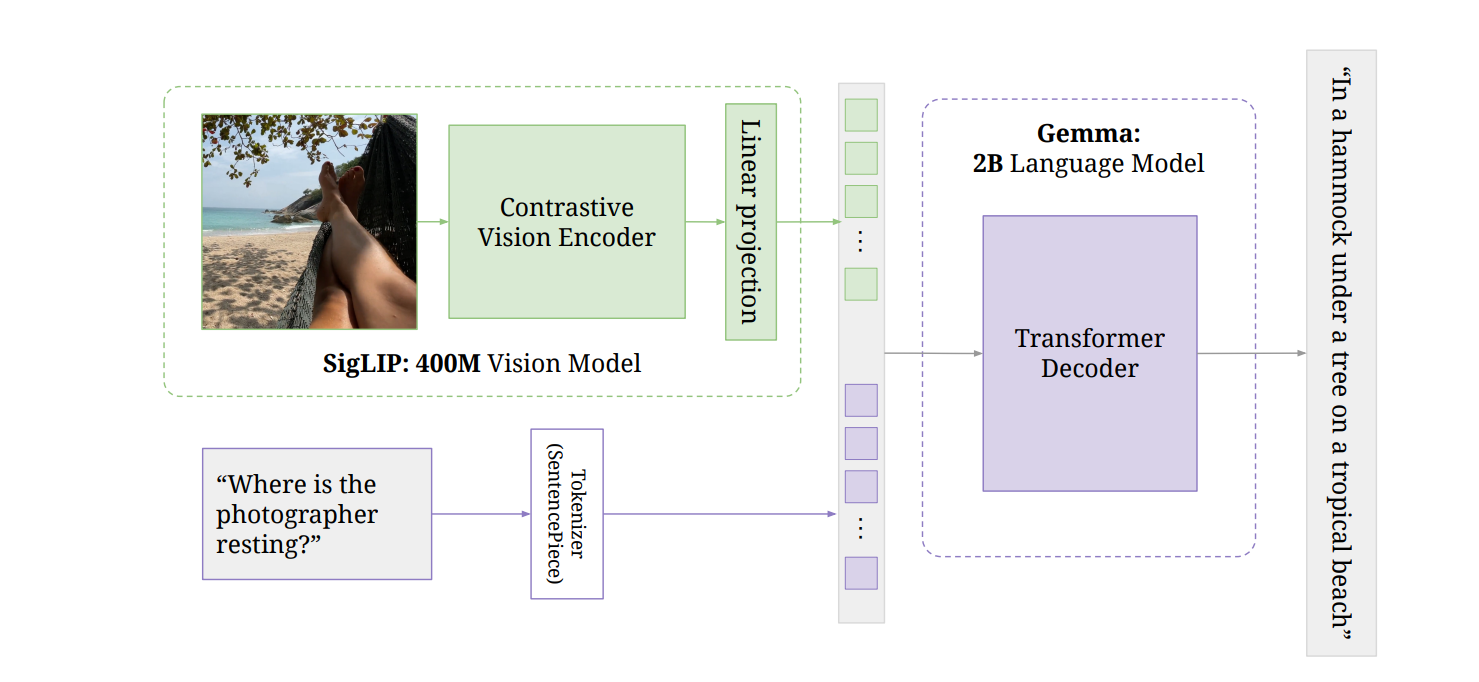 Contrastive
Vision Encoder
Linear projection
SigLIP: 400M Vision Model
“Where is the
photographer
resting?”
Tokenizer
(SentencePiece)
...
...
Gemma:
2B Language Model
Transformer
Decoder
“In a hammock under a tree on a tropical beach”